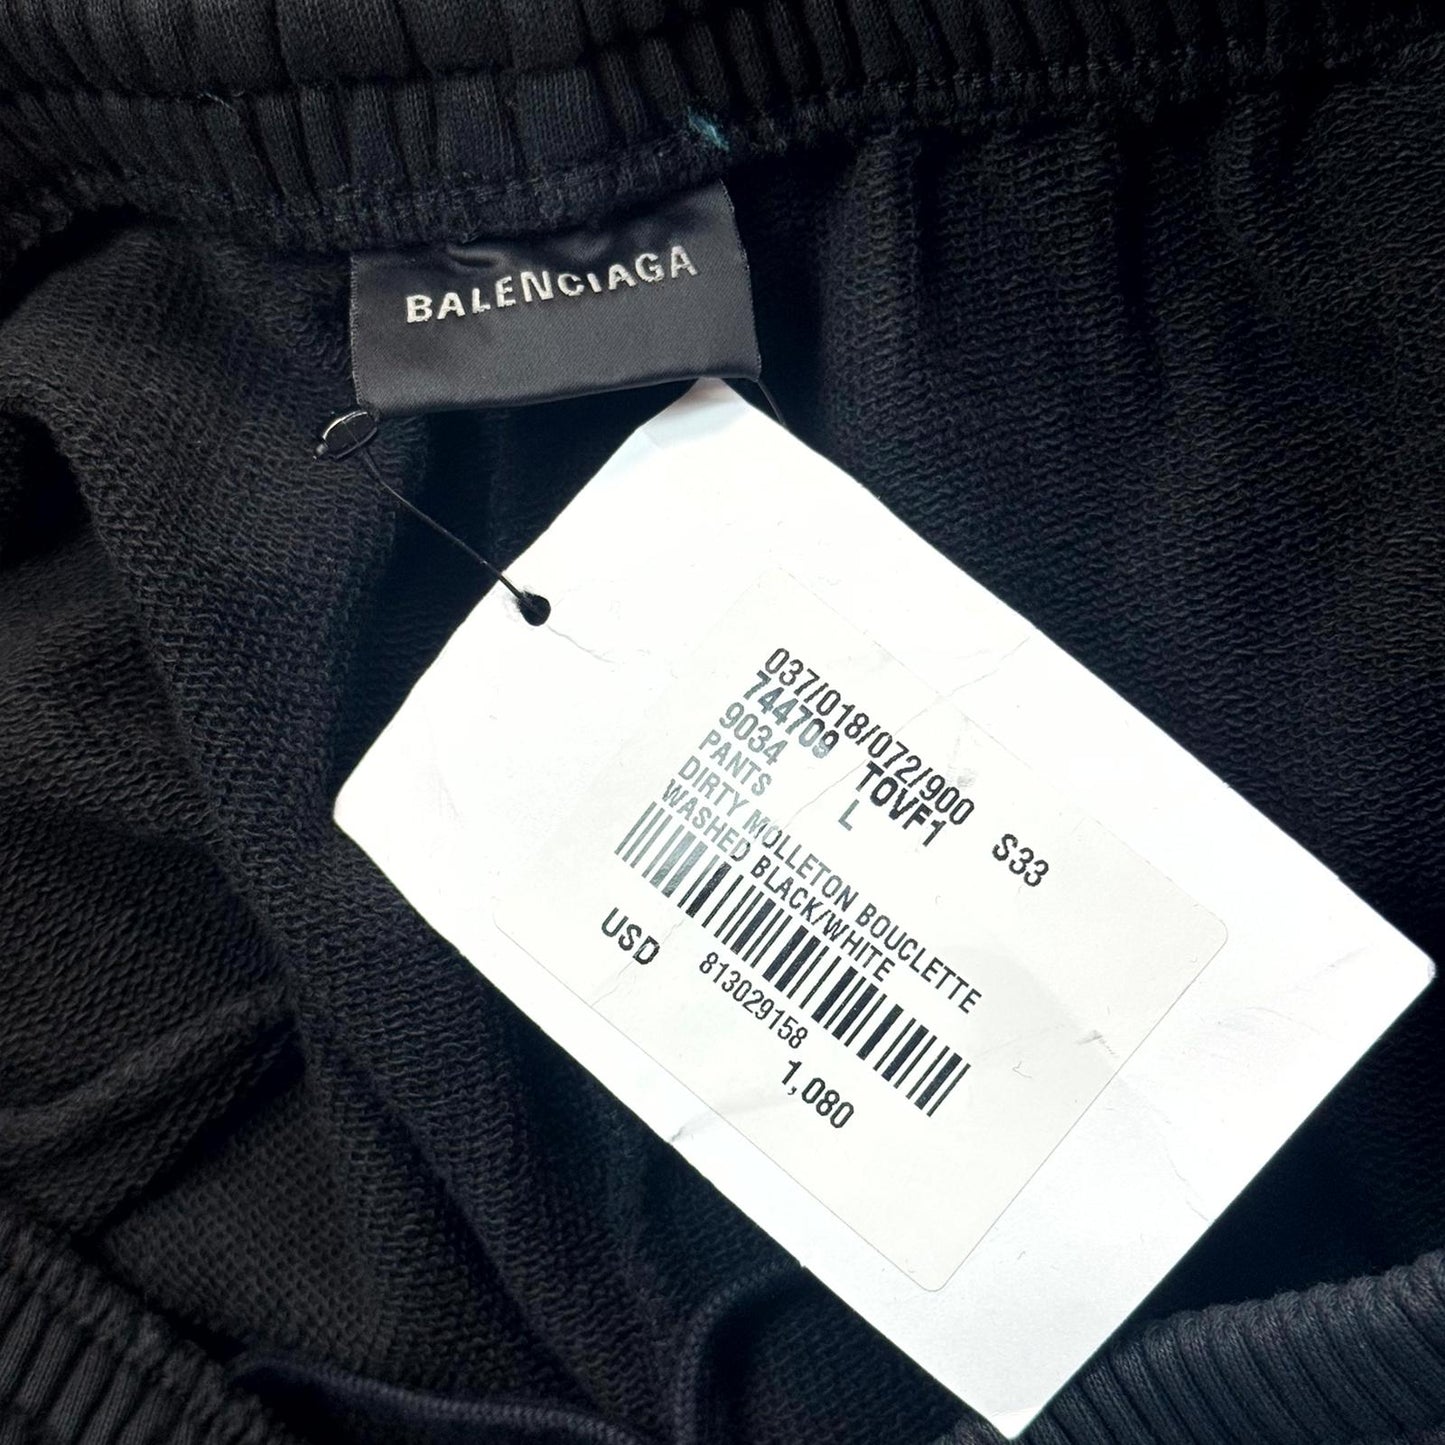 BALENCIAGA
037/018/072/900 S33
744709 TOVF1
9034 L
PANTS
DIRTY MOLLETON BOUCLETTE
WASHED BLACK/WHITE
813029158
USD 1,080